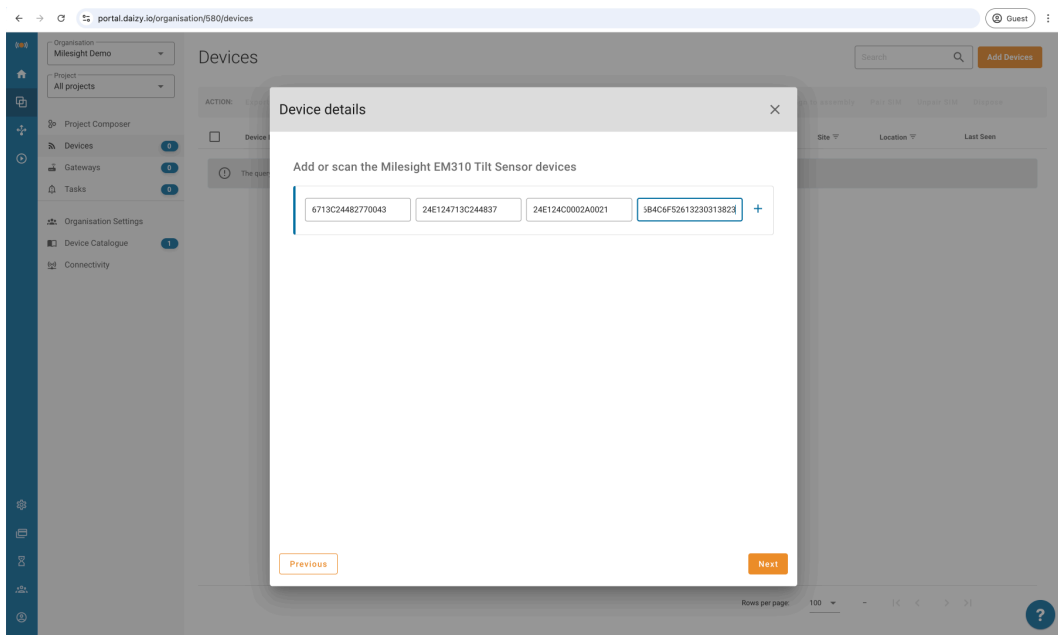 portal.daizy.io/organisation/580/devices
Guest
Organisation
Milesight Demo
Project
All projects
Project Composer
Devices 0
Gateways 0
Tasks 0
Organisation Settings
Device Catalogue 1
Connectivity
Devices
Search
Add Devices
ACTION:
Device
Site
Location
Last Seen
The
Device details
Add or scan the Milesight EM310 Tilt Sensor devices
6713C24482770043
24E124713C244837
24E124C0002A0021
5B4C6F52613230313823
Previous
Next
Rows per page: 100
?